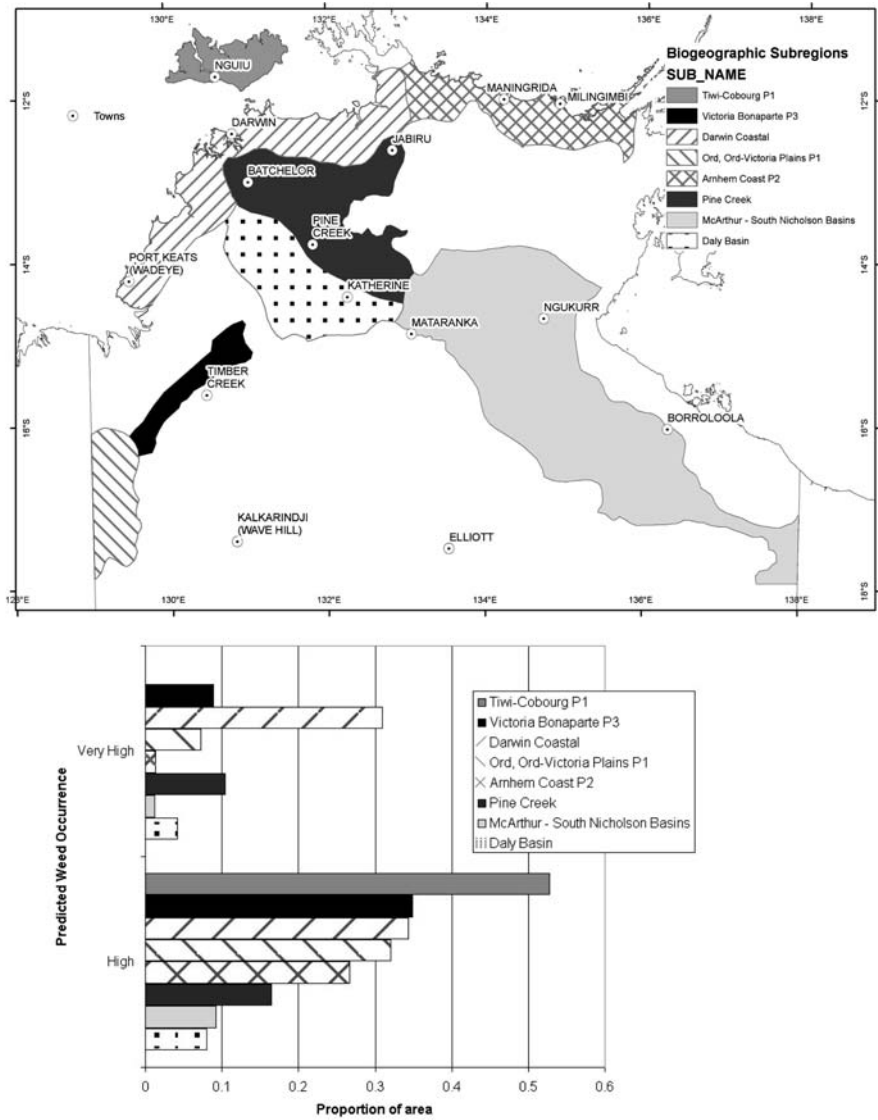 130°E
132°E
134°E
136°E
138°E
12°S
14°S
16°S
18°S
12°S
14°S
16°S
18°S
128°E
130°E
132°E
134°E
136°E
138°E
Towns
NGUIU
DARWIN
BATCHELOR
JABIRU
MANINGRIDA
MILINGIMBI
PINE
CREEK
PORT KEATS
(WADEYE)
KATHERINE
MATARANKA
NGUKURR
TIMBER
CREEK
BORROLOOLA
KALKARINDJI
(WAVE HILL)
ELLIOTT
Biogeographic Subregions
SUB_NAME
Tiwi-Cobourg P1
Victoria Bonaparte P3
Darwin Coastal
Ord, Ord-Victoria Plains P1
Arnhem Coast P2
Pine Creek
McArthur - South Nicholson Basins
Daly Basin
Predicted Weed Occurrence
Very High
High
Tiwi-Cobourg P1
Victoria Bonaparte P3
Darwin Coastal
Ord, Ord-Victoria Plains P1
Arnhem Coast P2
Pine Creek
McArthur - South Nicholson Basins
Daly Basin
0
0.1
0.2
0.3
0.4
0.5
0.6
Proportion of area